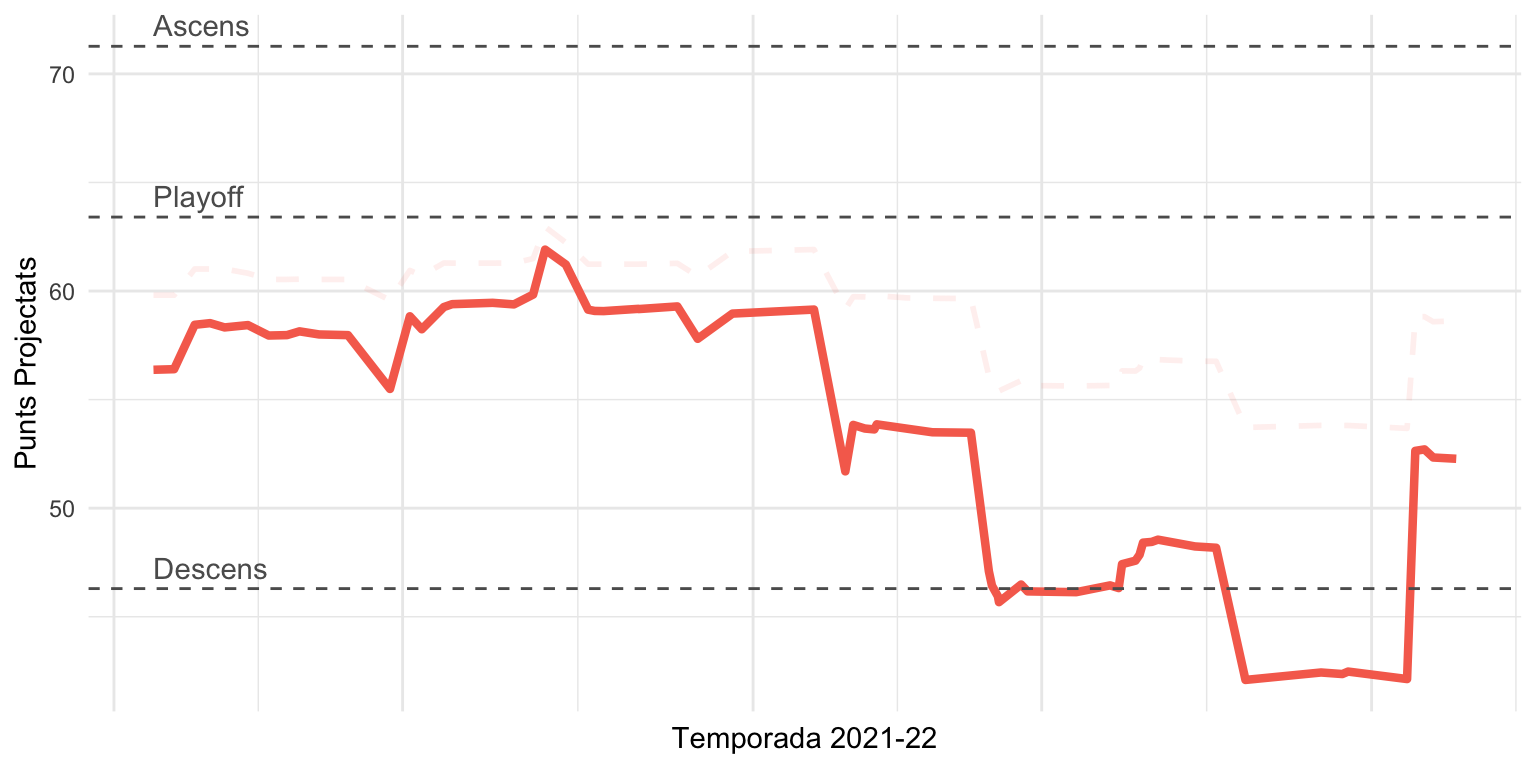 Ascens
70
Playoff
60
Punts Projectats
50
Descens
Temporada 2021-22